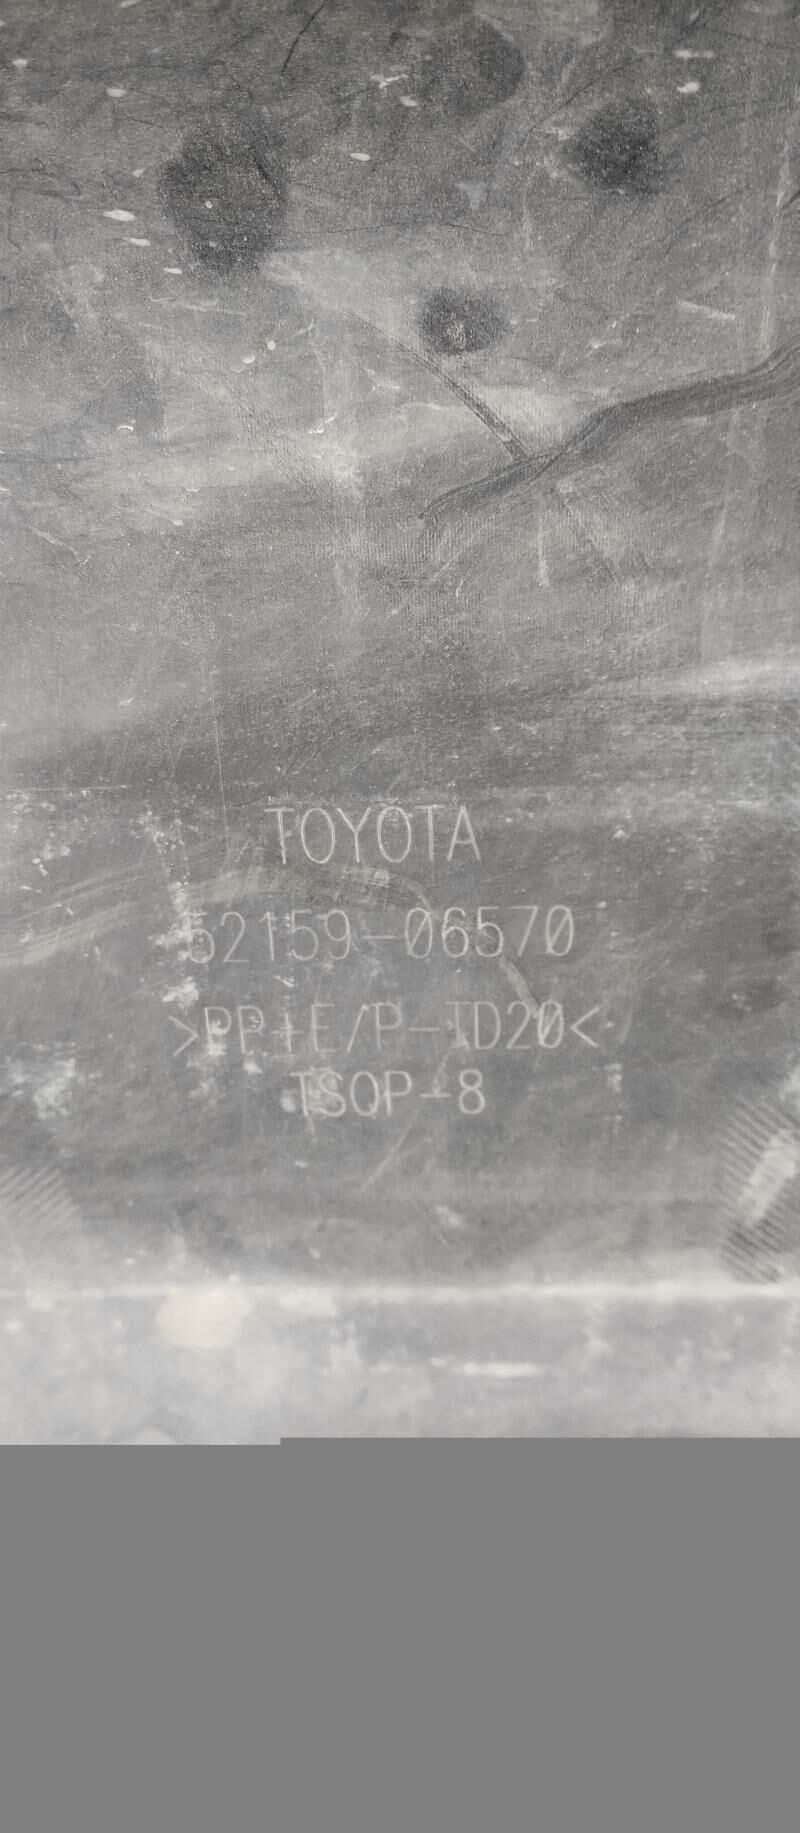 TOYOTA
52159-06570
>PP+E/P-TD20<
TSOP-8